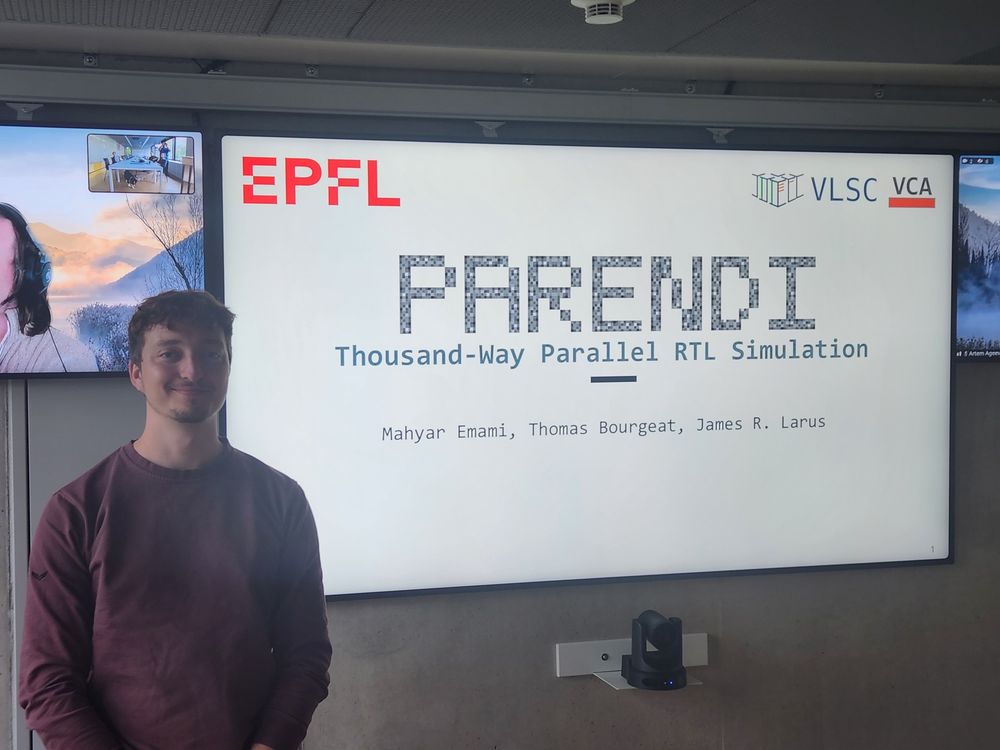 EPFL
VLSC
VCA
PARENDI
Thousand-Way Parallel RTL Simulation
Mahyar Emami, Thomas Bourgeat, James R. Larus
1